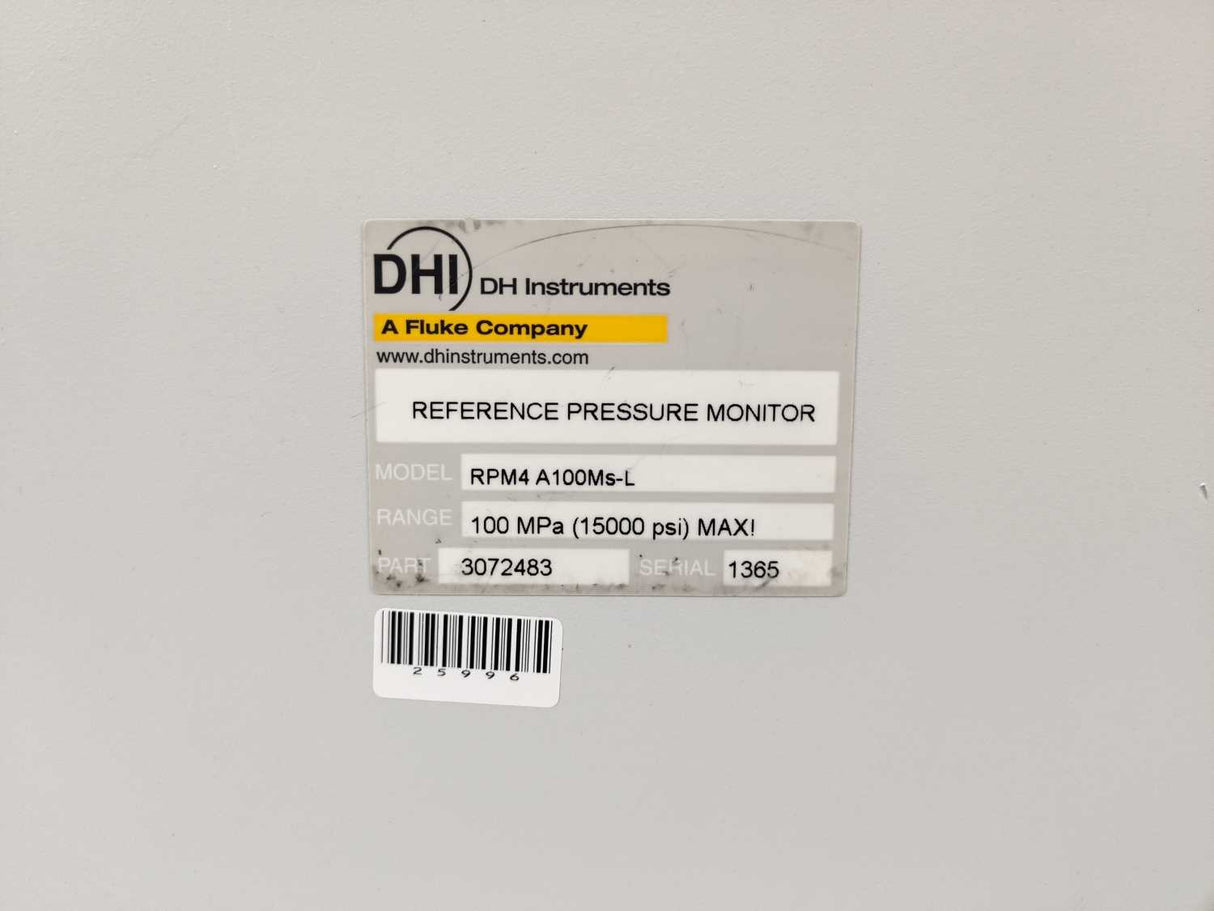 DHI DH Instruments
A Fluke Company
www.dhinstruments.com
REFERENCE PRESSURE MONITOR
MODEL RPM4 A100Ms-L
RANGE 100 MPa (15000 psi) MAX!
PART 3072483 SERIAL 1365
25996